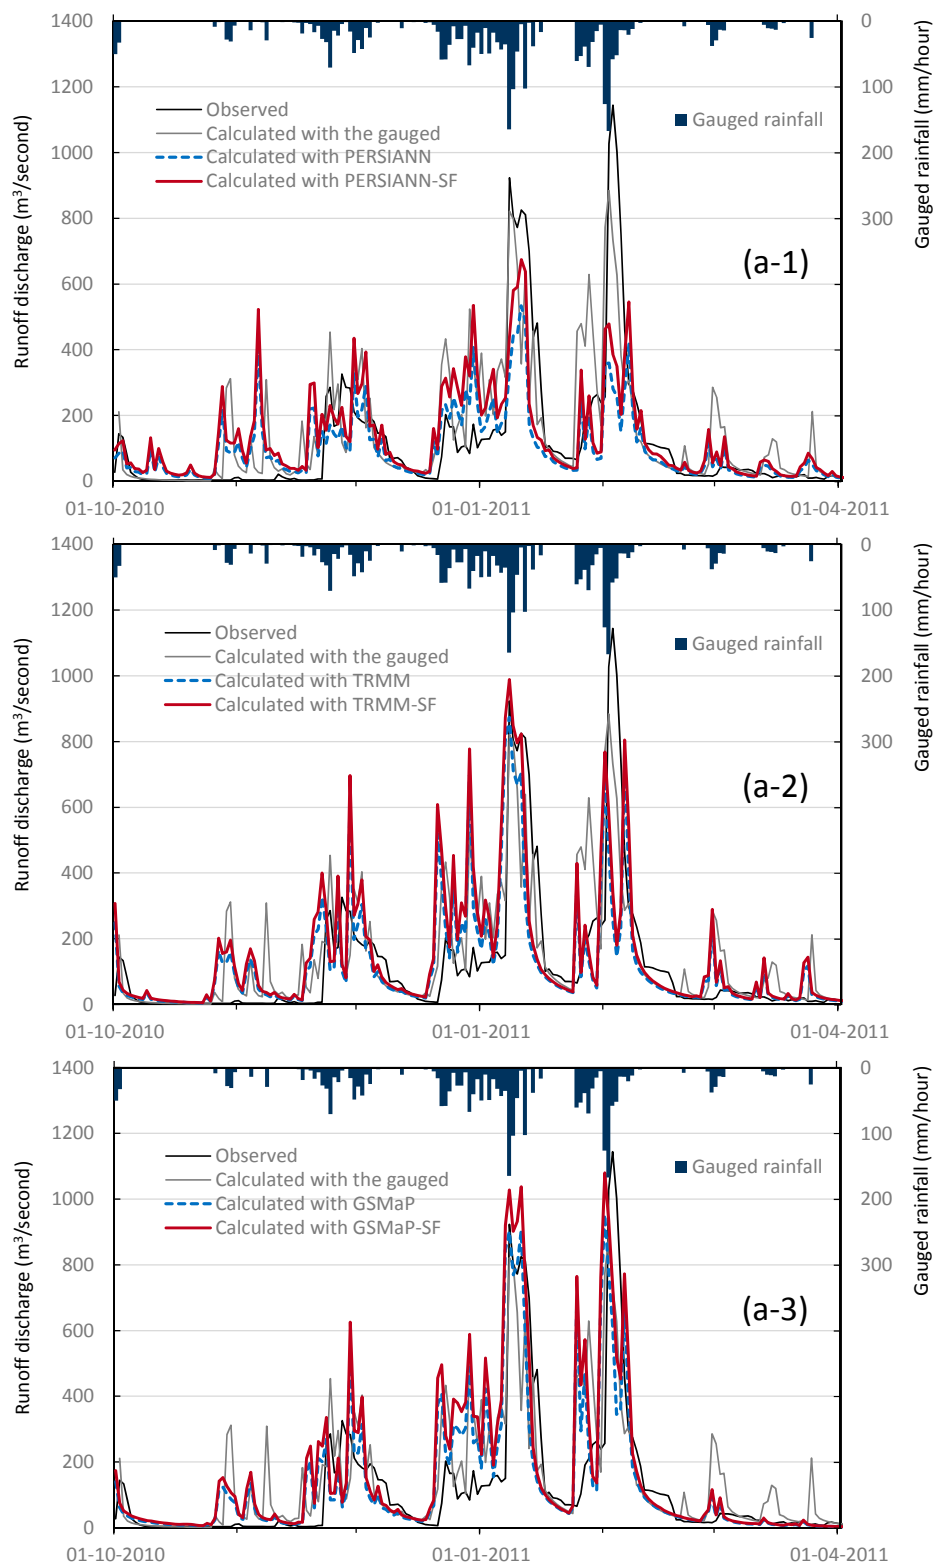 1400
1200
1000
800
600
400
200
0
Runoff discharge (m³/second)
Observed
Calculated with the gauged
Calculated with PERSIANN
Calculated with PERSIANN-SF
Gauged rainfall
(a-1)
0
100
200
300
Gauged rainfall (mm/hour)
01-10-2010
01-01-2011
01-04-2011
1400
1200
1000
800
600
400
200
0
Runoff discharge (m³/second)
Observed
Calculated with the gauged
Calculated with TRMM
Calculated with TRMM-SF
Gauged rainfall
(a-2)
0
100
200
300
Gauged rainfall (mm/hour)
01-10-2010
01-01-2011
01-04-2011
1400
1200
1000
800
600
400
200
0
Runoff discharge (m³/second)
Observed
Calculated with the gauged
Calculated with GSMaP
Calculated with GSMaP-SF
Gauged rainfall
(a-3)
0
100
200
300
Gauged rainfall (mm/hour)
01-10-2010
01-01-2011
01-04-2011